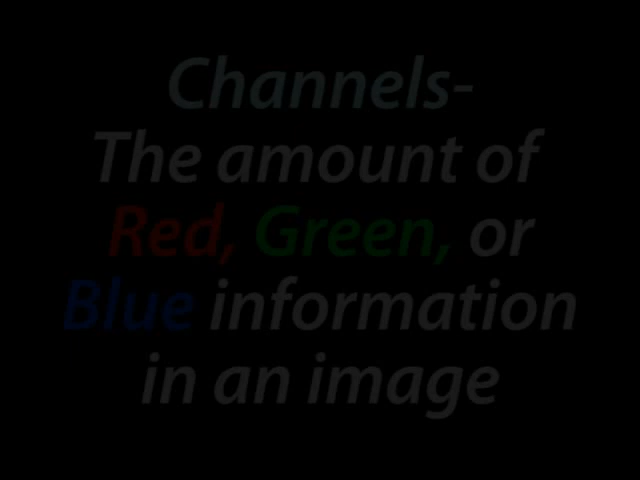 Channels-
The amount of
Red, Green, or
Blue information
in an image